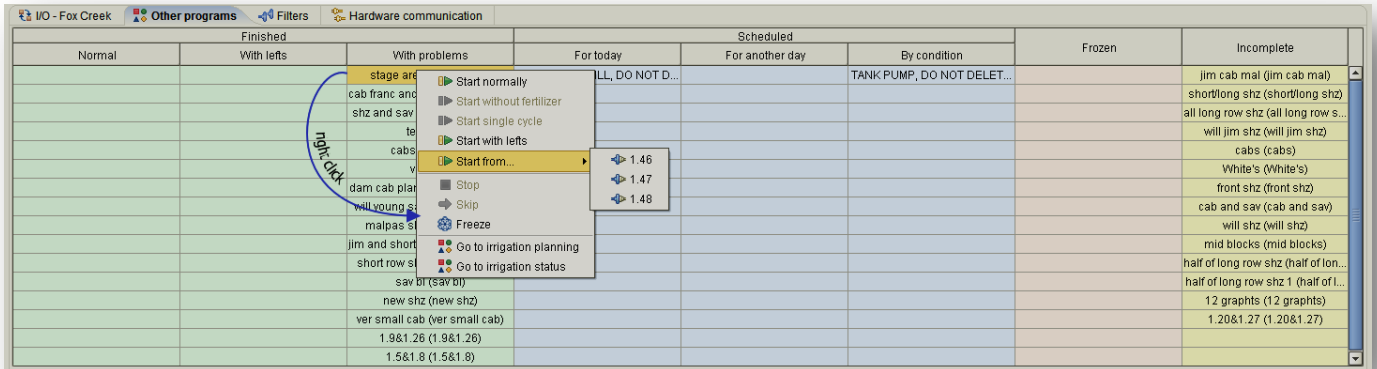 I/O - Fox Creek Other programs Filters Hardware communication
Finished Scheduled Frozen Incomplete
Normal With lefts With problems For today For another day By condition
stage are ILL, DO NOT D... TANK PUMP, DO NOT DELET... jim cab mal (jim cab mal)
cab franc and short/long shz (short/long shz)
shz and sav all long row shz (all long row s...
te will jim shz (will jim shz)
cabs cabs (cabs)
White's (White's)
dam cab plan front shz (front shz)
will young sa cab and sav (cab and sav)
malpas s will shz (will shz)
jim and short mid blocks (mid blocks)
short row s half of long row shz (half of lon...
sav bl (sav bl) half of long row shz 1 (half of l...
new shz (new shz) 12 graphts (12 graphts)
ver small cab (ver small cab) 1.20&1.27 (1.20&1.27)
1.9&1.26 (1.9&1.26)
1.5&1.8 (1.5&1.8)
right click
Start normally
Start without fertilizer
Start single cycle
Start with lefts
Start from...
1.46
1.47
1.48
Stop
Skip
Freeze
Go to irrigation planning
Go to irrigation status